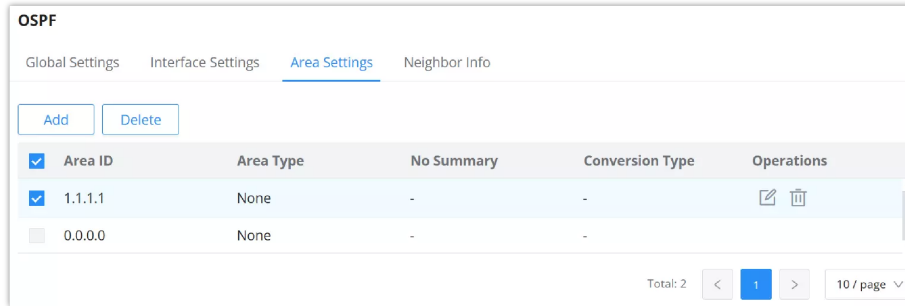 OSPF
Global Settings Interface Settings Area Settings Neighbor Info
Add Delete
Area ID Area Type No Summary Conversion Type Operations
1.1.1.1 None - -
0.0.0.0 None - -
Total: 2 < 1 > 10 / page